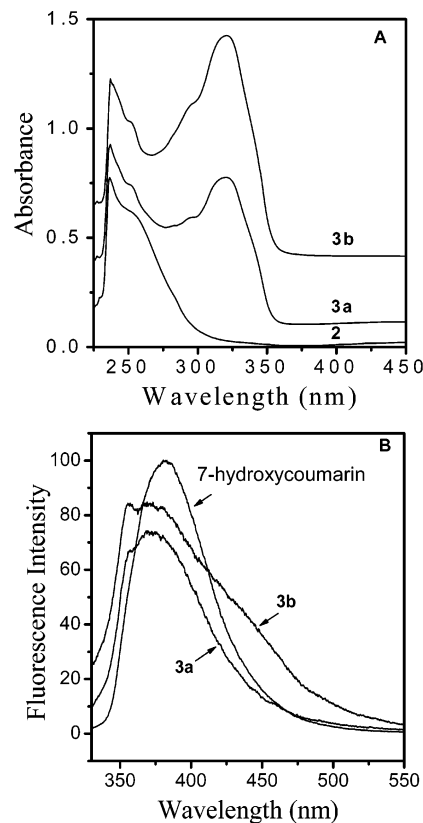 A
1.5
1.0
0.5
0.0
Absorbance
3b
3a
2
250 300 350 400 450
Wavelength (nm)
B
100
80
60
40
20
0
Fluorescence Intensity
7-hydroxycoumarin
3b
3a
350 400 450 500 550
Wavelength (nm)